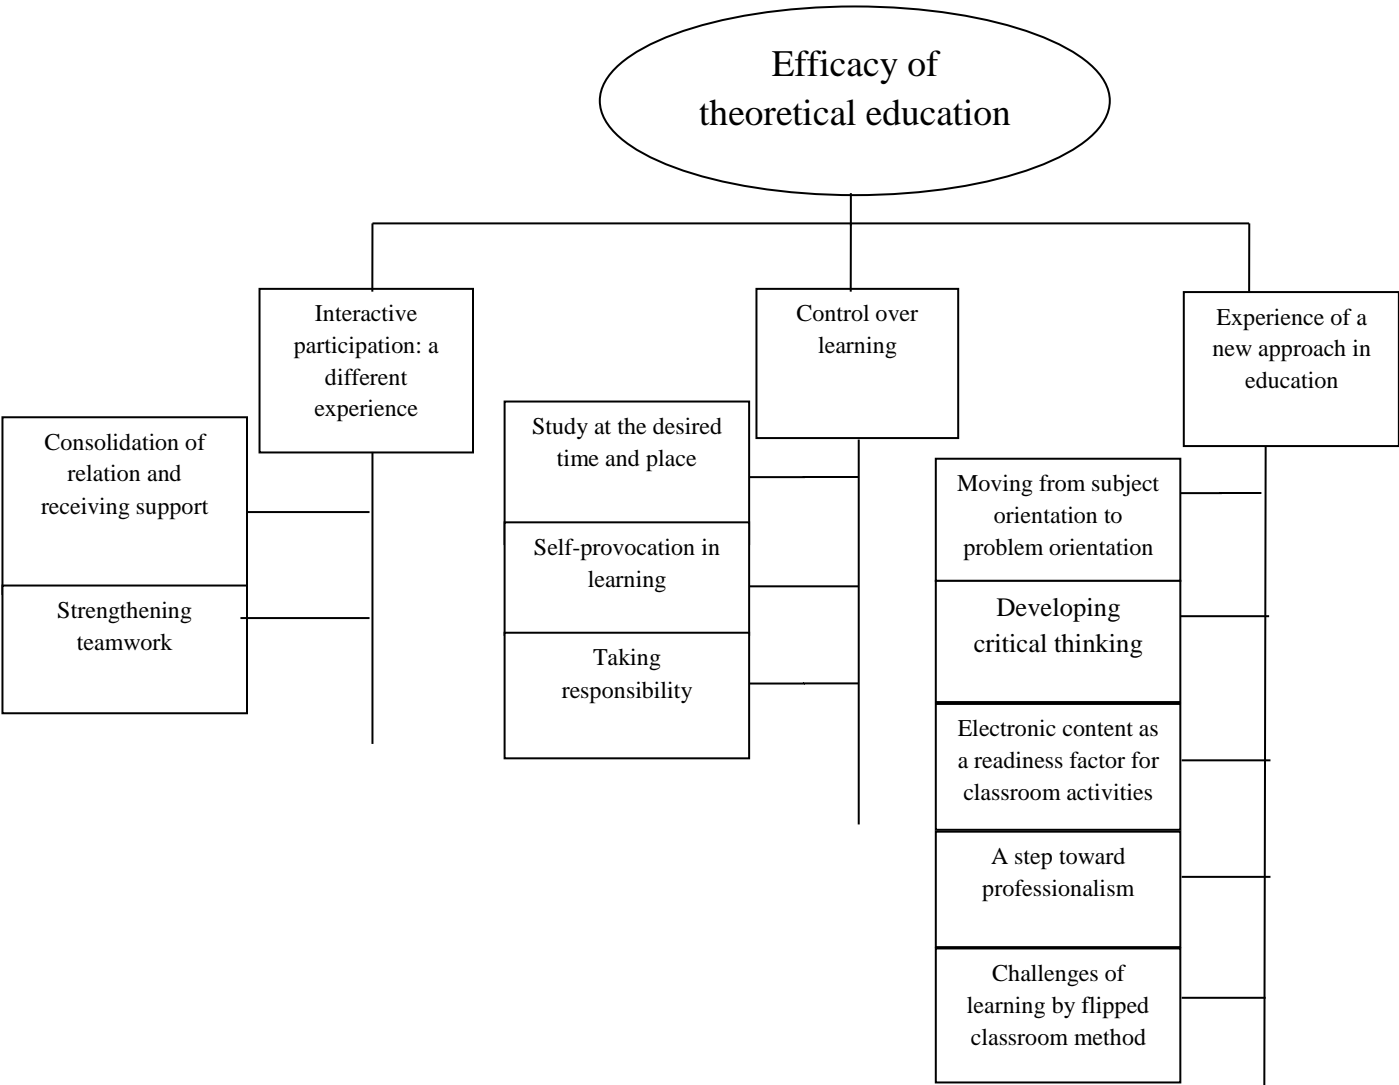 Efficacy of
theoretical education
Interactive
participation: a
different
experience
Consolidation of
relation and
receiving support
Strengthening
teamwork
Control over
learning
Study at the desired
time and place
Self-provocation in
learning
Taking
responsibility
Experience of a
new approach in
education
Moving from subject
orientation to
problem orientation
Developing
critical thinking
Electronic content as
a readiness factor for
classroom activities
A step toward
professionalism
Challenges of
learning by flipped
classroom method